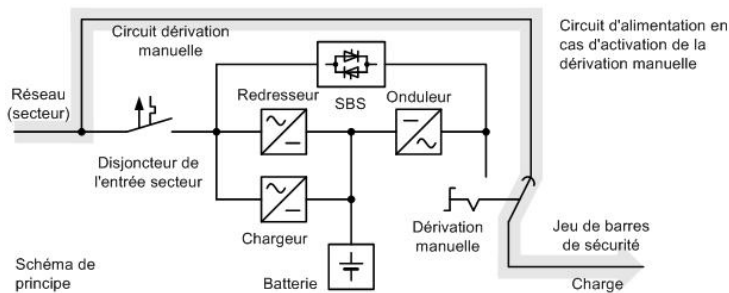 Circuit dérivation
manuelle
Circuit d'alimentation en
cas d'activation de la
dérivation manuelle
Réseau
(secteur)
Redresseur
SBS
Onduleur
Disjoncteur de
l'entrée secteur
Chargeur
Dérivation
manuelle
Jeu de barres
de sécurité
Schéma de
principe
Batterie
Charge